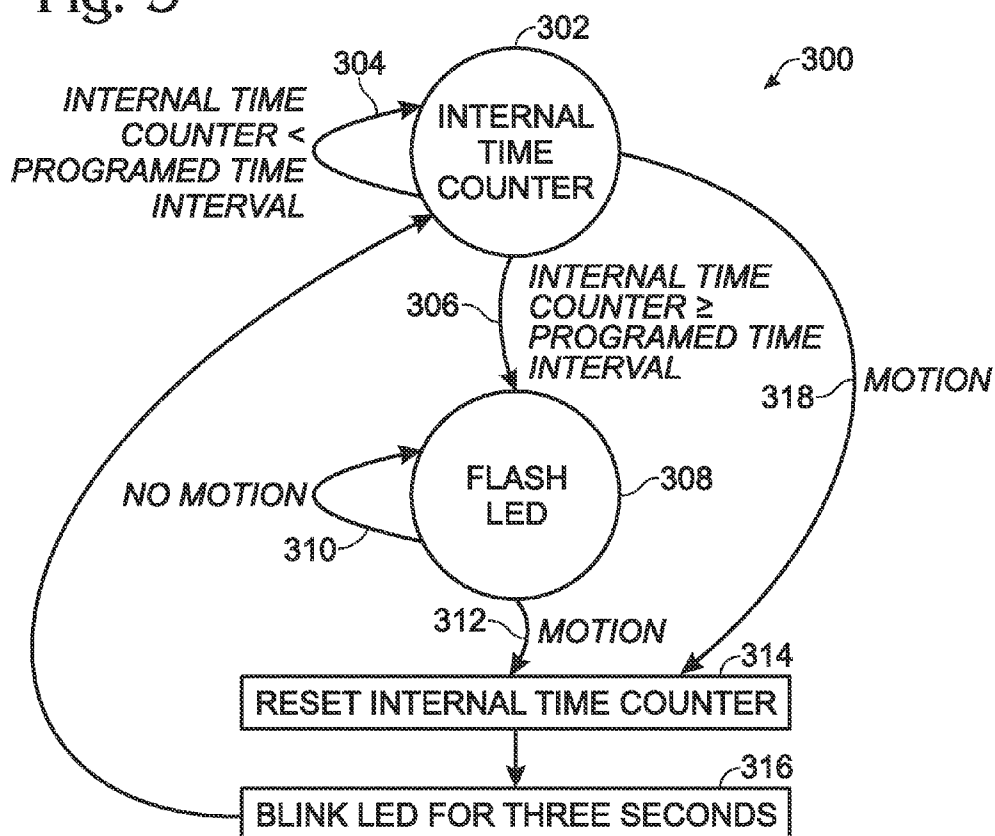 Fig. 3
302
304
300
INTERNAL TIME
COUNTER <
PROGRAMED TIME
INTERVAL
INTERNAL
TIME
COUNTER
306
INTERNAL TIME
COUNTER ≥
PROGRAMED TIME
INTERVAL
318
MOTION
NO MOTION
310
FLASH
LED
308
312
MOTION
314
RESET INTERNAL TIME COUNTER
316
BLINK LED FOR THREE SECONDS